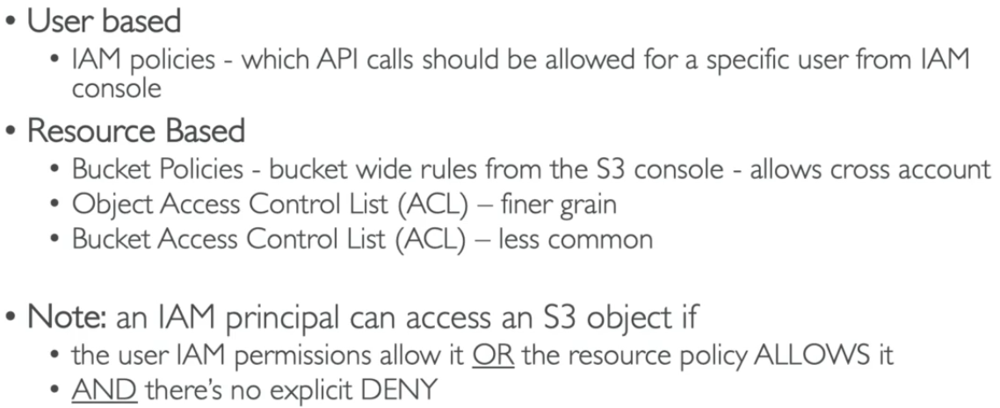 • User based
• IAM policies - which API calls should be allowed for a specific user from IAM
console
• Resource Based
• Bucket Policies - bucket wide rules from the S3 console - allows cross account
• Object Access Control List (ACL) – finer grain
• Bucket Access Control List (ACL) – less common
• Note: an IAM principal can access an S3 object if
• the user IAM permissions allow it OR the resource policy ALLOWS it
• AND there’s no explicit DENY